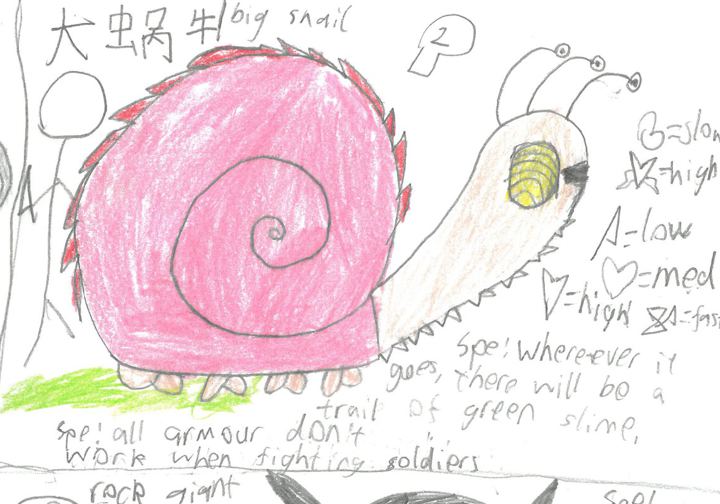 大蜗牛/big snail
2
=slow
=high
=low
=med
=high
=fast
Spe: Where-ever it
goes, there will be a
trail of green slime.
Spe: all armour don't
work when fighting soldiers
rock giant